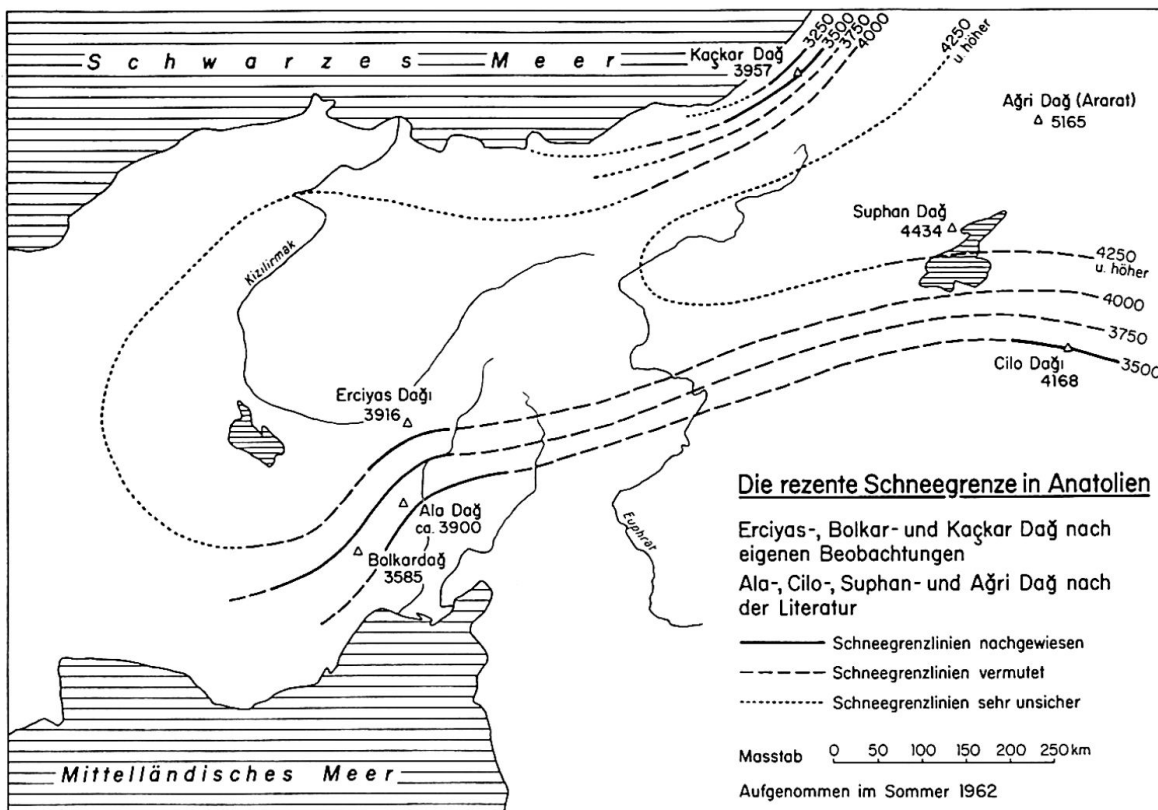 Schwarzes Meer
Kaçkar Dağ
3957
3250
3500
3750
4000
4250
u. höher
Ağri Dağ (Ararat)
5165
Suphan Dağ
4434
Kizilirmak
4250
u. höher
4000
3750
3500
Cilo Dağı
4168
Erciyas Dağı
3916
Ala Dağ
ca. 3900
Bolkardağ
3585
Euphrat
Die rezente Schneegrenze in Anatolien
Erciyas-, Bolkar- und Kaçkar Dağ nach
eigenen Beobachtungen
Ala-, Cilo-, Suphan- und Ağri Dağ nach
der Literatur
Schneegrenzlinien nachgewiesen
Schneegrenzlinien vermutet
Schneegrenzlinien sehr unsicher
Masstab 0 50 100 150 200 250 km
Aufgenommen im Sommer 1962
Mittelländisches Meer